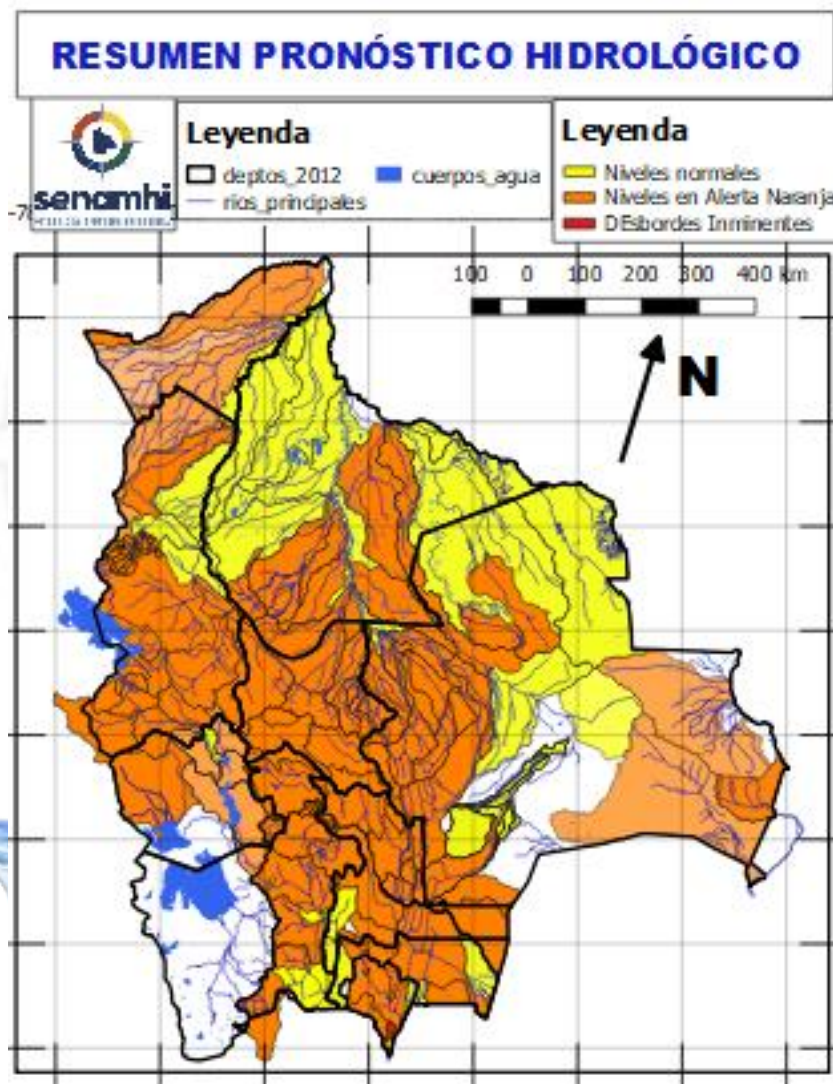 RESUMEN PRONÓSTICO HIDROLÓGICO
senamhi
Leyenda
deptos_2012
cuerpos_agua
rios_principales
Leyenda
Niveles normales
Niveles en Alerta Naranja
DEsbordes Inminentes
100 0 100 200 300 400 km
N